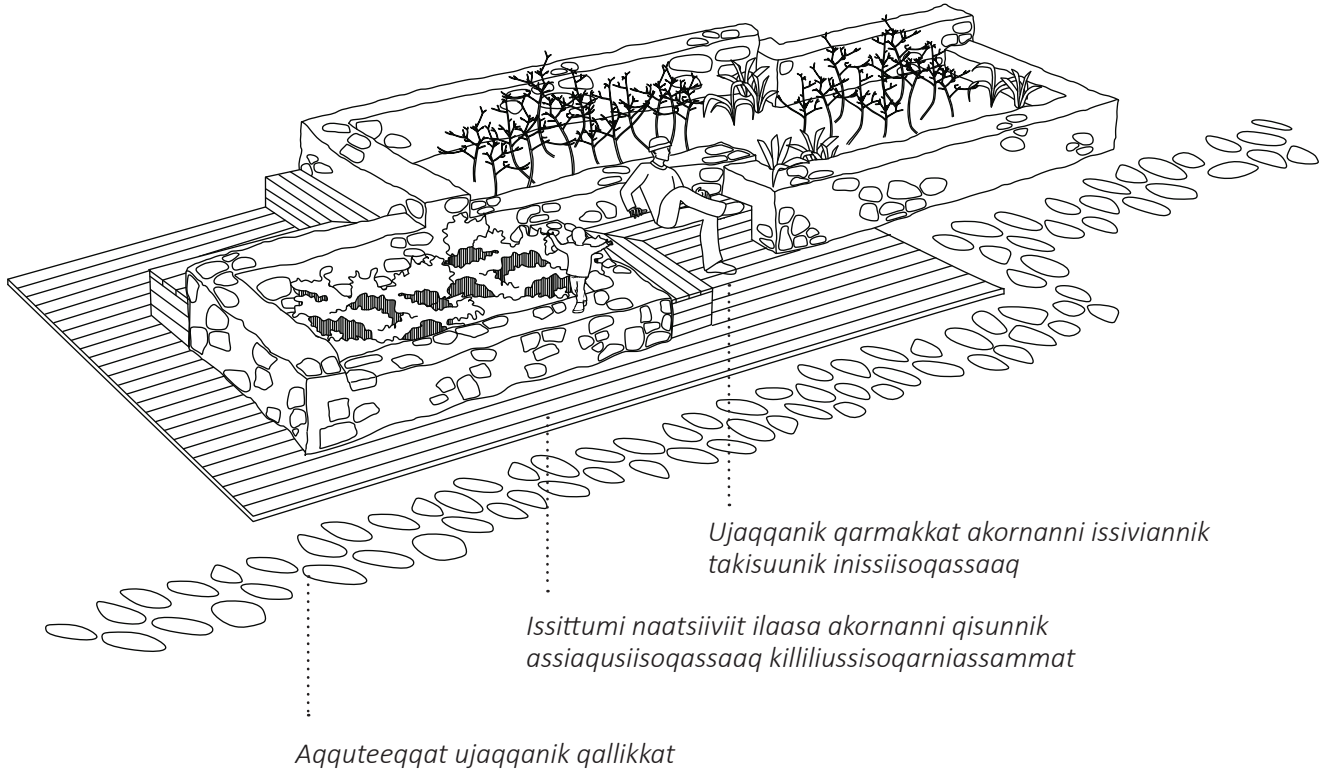 Ujaqqanik qarmakkat akornanni issiviannik
takisuunik inissiisoqassaaq
Issittumi naatsiiviit ilaasa akornanni qisunnik
assiaqusiisoqassaaq killiliussisoqarniassammat
Aqquteeqqat ujaqqanik qallikkat